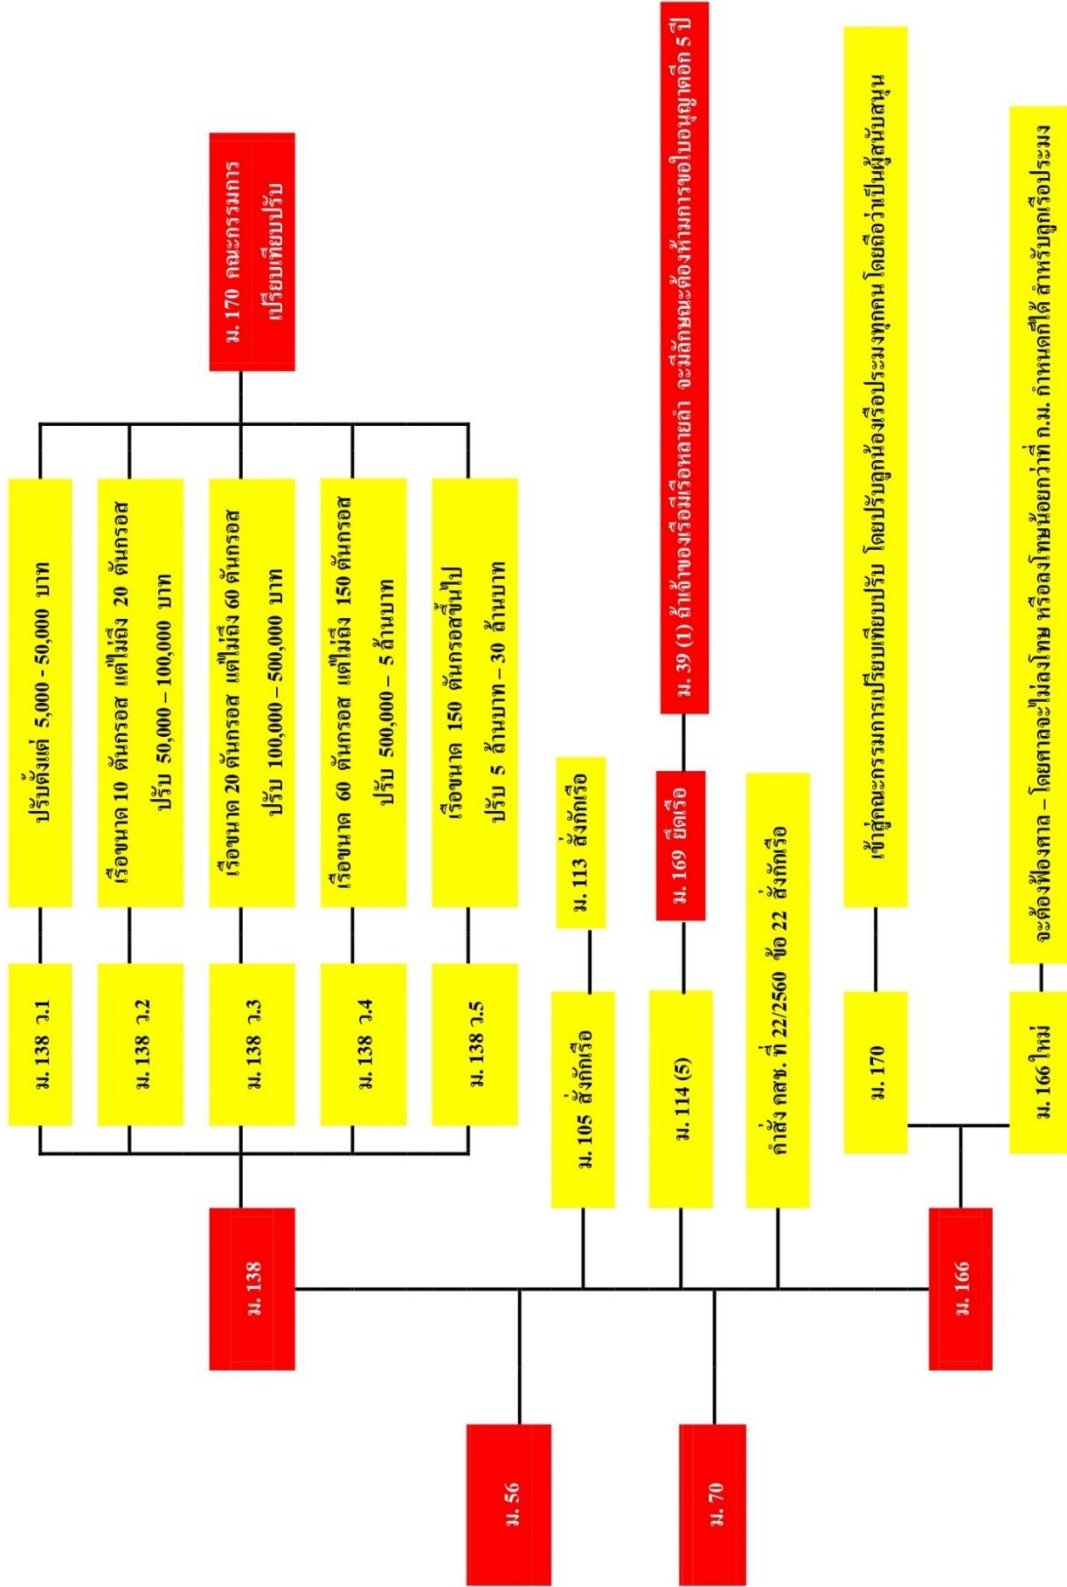 ม. 56
ม. 70
ม. 138
ม. 138 ว.1
ปรับตั้งแต่ 5,000 - 50,000 บาท
ม. 138 ว.2
เรือขนาด 10 ตันกรอส แต่ไม่ถึง 20 ตันกรอส
ปรับ 50,000 – 100,000 บาท
ม. 138 ว.3
เรือขนาด 20 ตันกรอส แต่ไม่ถึง 60 ตันกรอส
ปรับ 100,000 – 500,000 บาท
ม. 138 ว.4
เรือขนาด 60 ตันกรอส แต่ไม่ถึง 150 ตันกรอส
ปรับ 500,000 – 5 ล้านบาท
ม. 138 ว.5
เรือขนาด 150 ตันกรอสขึ้นไป
ปรับ 5 ล้านบาท – 30 ล้านบาท
ม. 170 คณะกรรมการ
เปรียบเทียบปรับ
ม. 105 สั่งกักเรือ
ม. 113 สั่งกักเรือ
ม. 114 (5)
ม. 169 ยึดเรือ
ม. 39 (1) ถ้าเจ้าของเรือมีเรือหลายลำ จะมีลักษณะต้องห้ามการขอใบอนุญาตอีก 5 ปี
คำสั่ง คสช. ที่ 22/2560 ข้อ 22 สั่งกักเรือ
ม. 166
ม. 170
เข้าสู่คณะกรรมการเปรียบเทียบปรับ โดยปรับลูกน้องเรือประมงทุกคน โดยถือว่าเป็นผู้สนับสนุน
ม. 166 ใหม่
จะต้องฟ้องศาล – โดยศาลจะไม่ลงโทษ หรือลงโทษน้อยกว่าที่ ก.ม. กำหนดก็ได้ สำหรับลูกเรือประมง